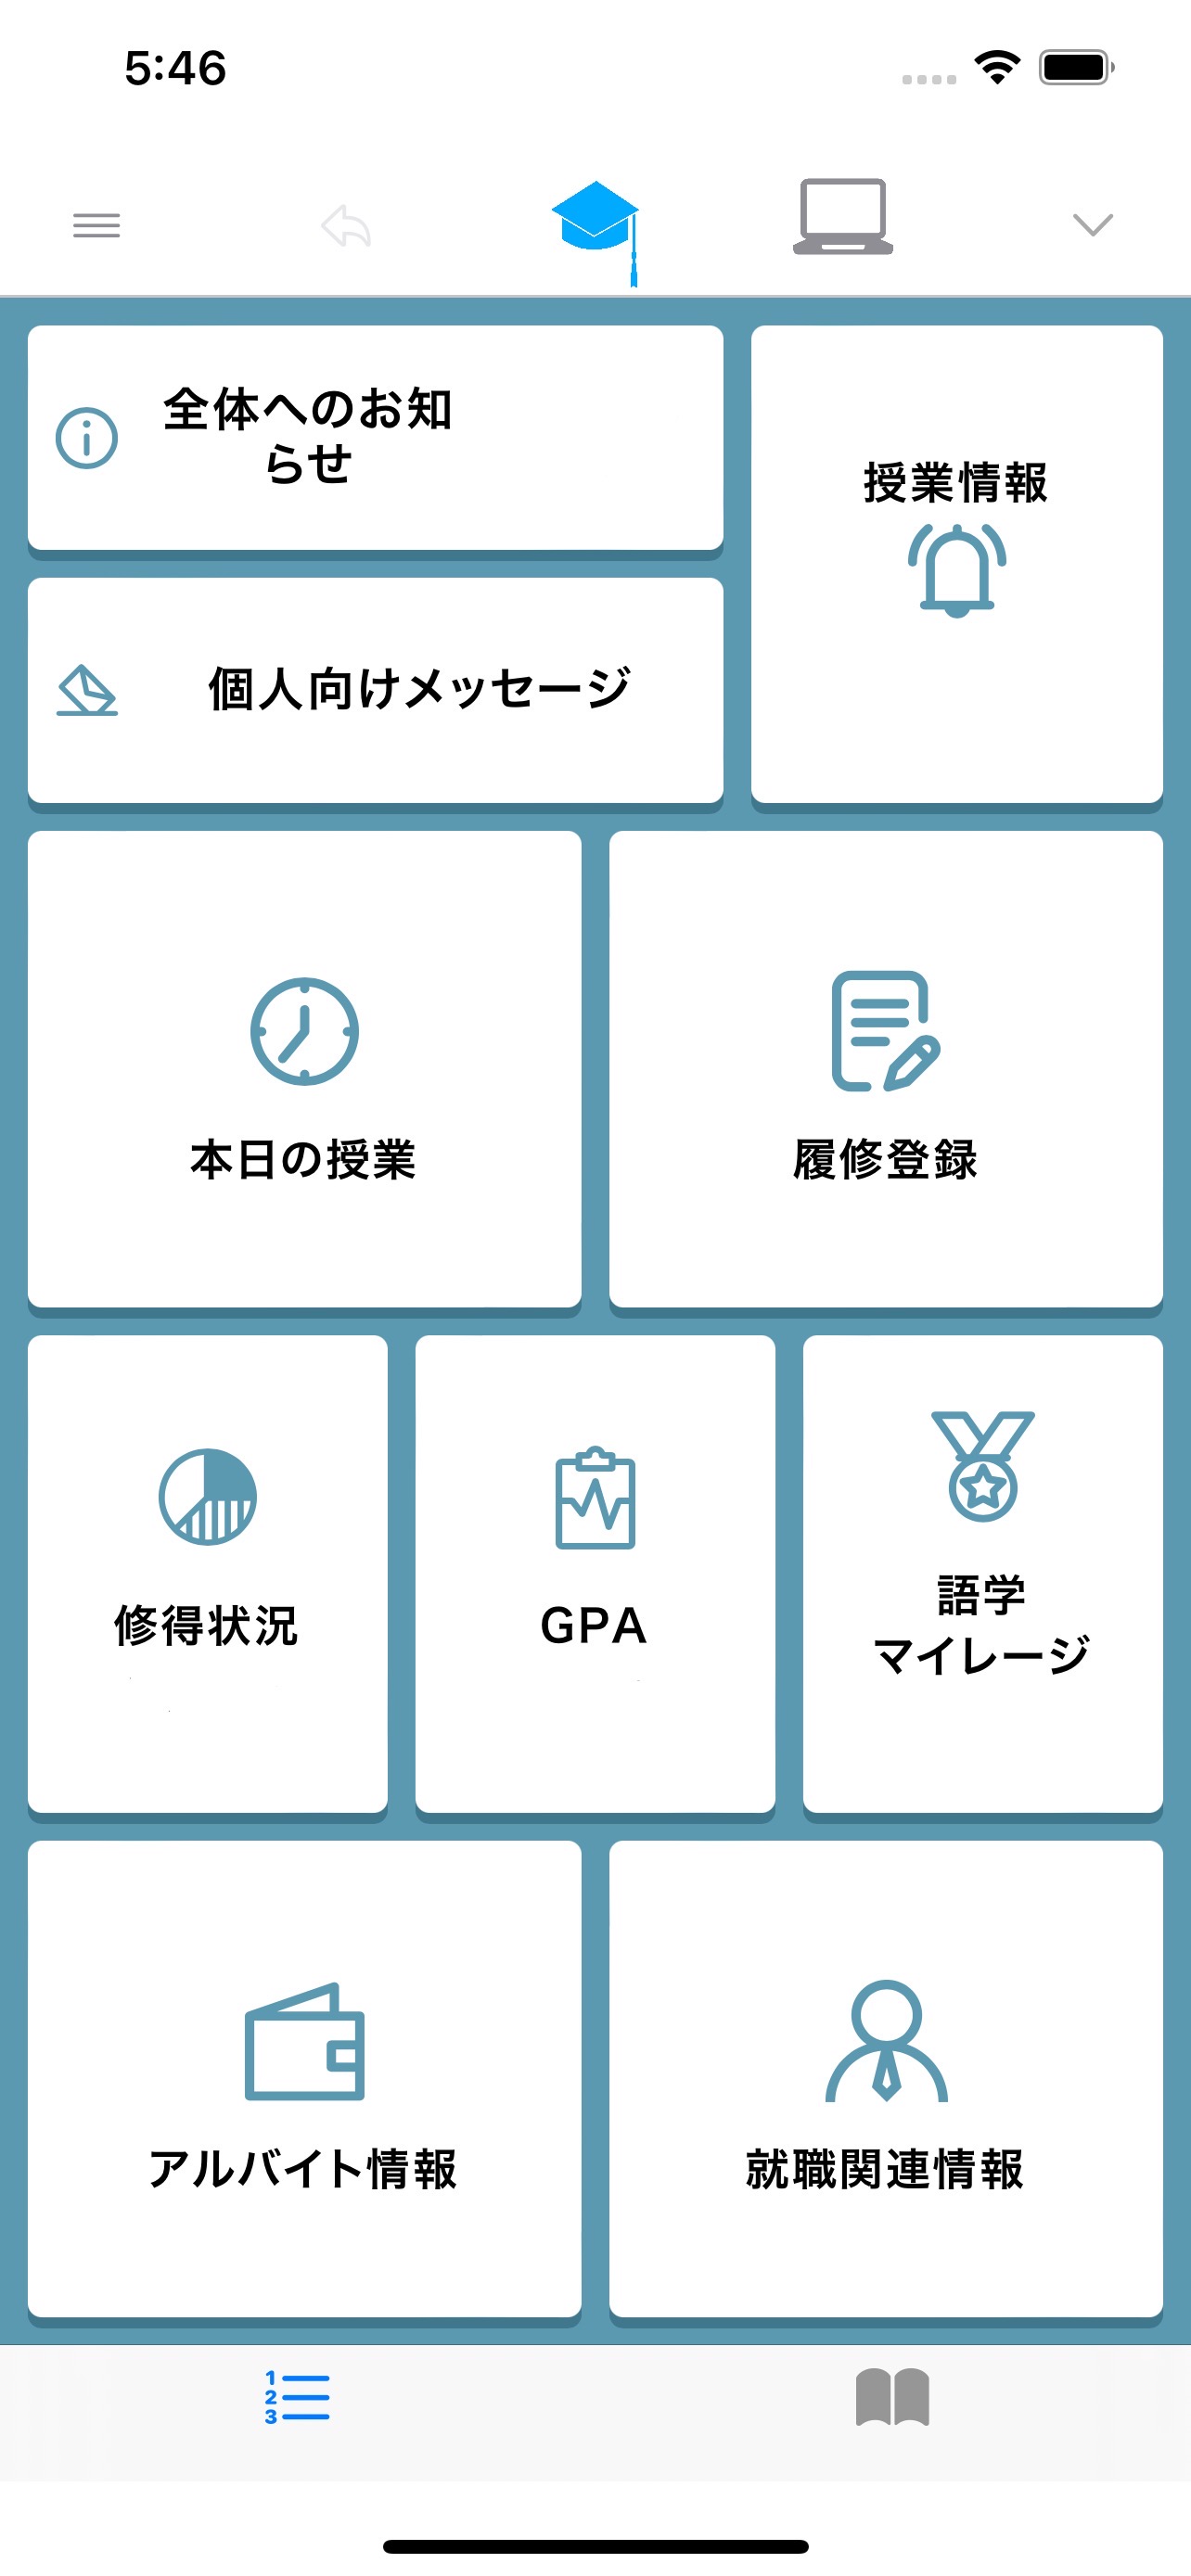 5:46
全体へのお知
らせ
授業情報
個人向けメッセージ
本日の授業
履修登録
修得状況
GPA
語学
マイレージ
アルバイト情報
就職関連情報
1
2
3